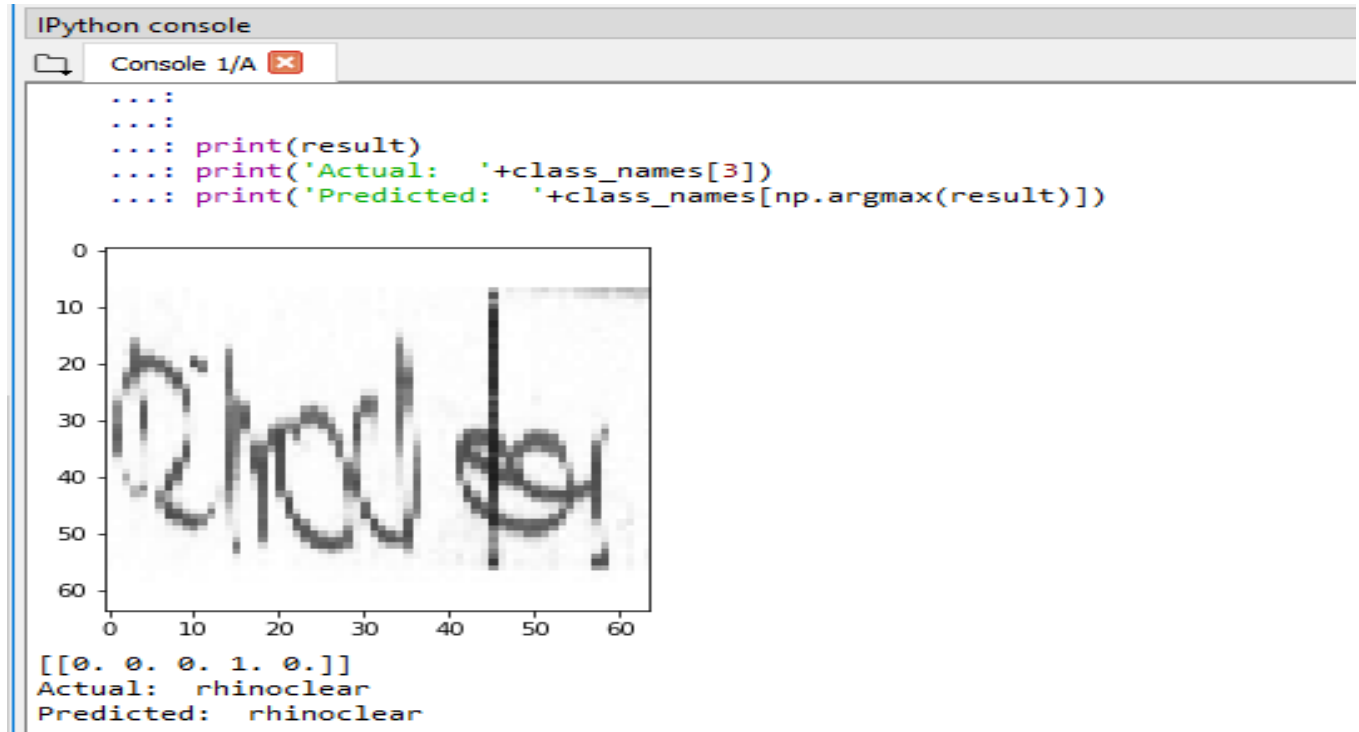 IPython console
Console 1/A
...:
...:
...: print(result)
...: print('Actual:  '+class_names[3])
...: print('Predicted:  '+class_names[np.argmax(result)])
0
10
20
30
40
50
60
0 10 20 30 40 50 60
[[0. 0. 0. 1. 0.]]
Actual:  rhinoclear
Predicted:  rhinoclear